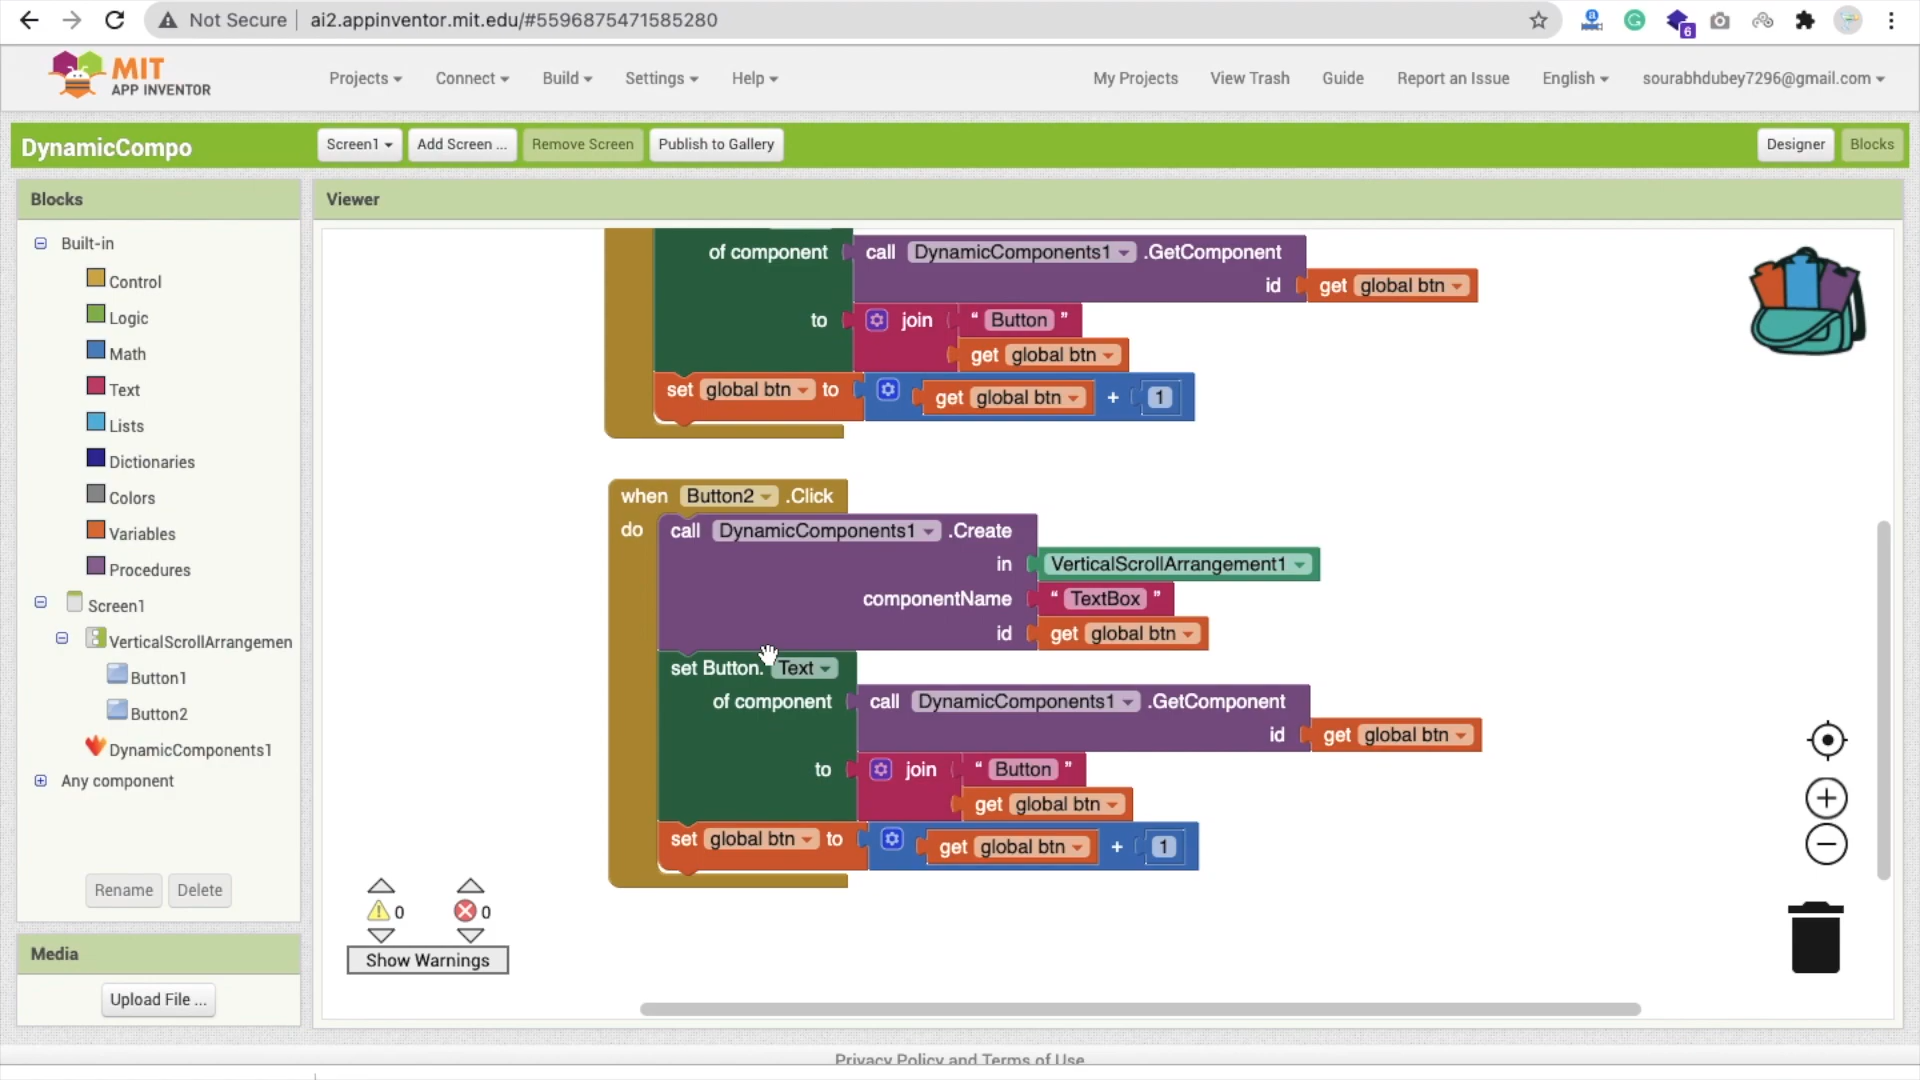 Not Secure | ai2.appinventor.mit.edu/#5596875471585280
6
MIT
APP INVENTOR
Projects Connect Build Settings Help My Projects View Trash Guide Report an Issue English sourabhdubey7296@gmail.com
DynamicCompo Screen1 Add Screen ... Remove Screen Publish to Gallery Designer Blocks
Blocks
Viewer
Built-in
Control
Logic
Math
Text
Lists
Dictionaries
Colors
Variables
Procedures
Screen1
VerticalScrollArrangemen
Button1
Button2
DynamicComponents1
Any component
Rename Delete
Media
Upload File ...
of component call DynamicComponents1 .GetComponent
id get global btn
to join “ Button ”
get global btn
set global btn to get global btn + 1
when Button2 .Click
do call DynamicComponents1 .Create
in VerticalScrollArrangement1
componentName “ TextBox ”
id get global btn
set Button. Text
of component call DynamicComponents1 .GetComponent
id get global btn
to join “ Button ”
get global btn
set global btn to get global btn + 1
0 0
Show Warnings
Privacy Policy and Terms of Use